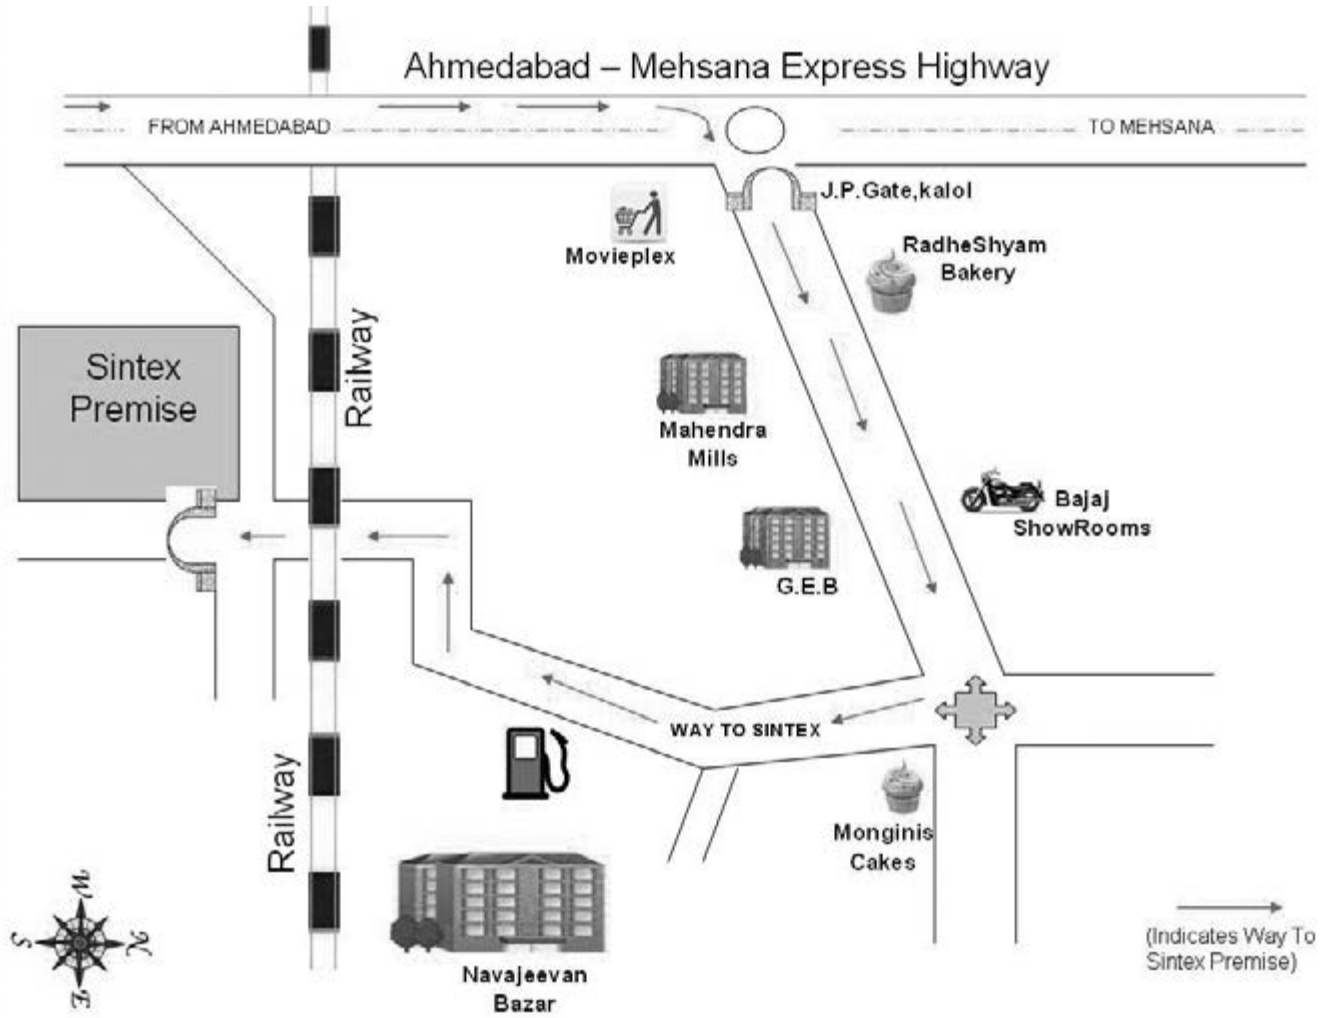 Ahmedabad – Mehsana Express Highway
FROM AHMEDABAD
TO MEHSANA
J.P.Gate,kalol
Movieplex
RadheShyam
Bakery
Railway
Sintex
Premise
Mahendra
Mills
Bajaj
ShowRooms
G.E.B
WAY TO SINTEX
Railway
Monginis
Cakes
W
S
N
E
Navajeevan
Bazar
(Indicates Way To
Sintex Premise)